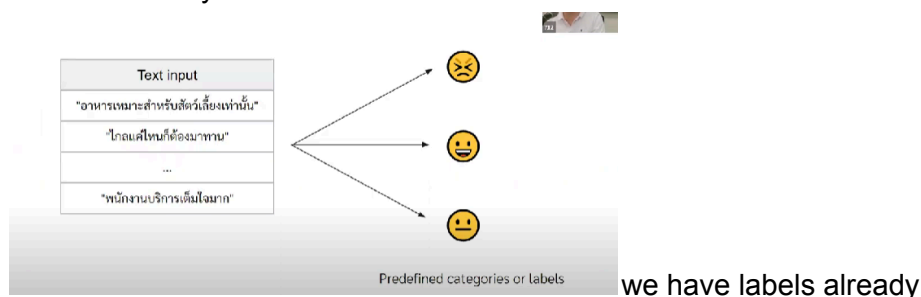 Text input
"อาหารเหมาะสำหรับสัตว์เลี้ยงเท่านั้น"
"ไกลแค่ไหนก็ต้องมาทาน"
...
"พนักงานบริการเต็มใจมาก"
Predefined categories or labels
we have labels already